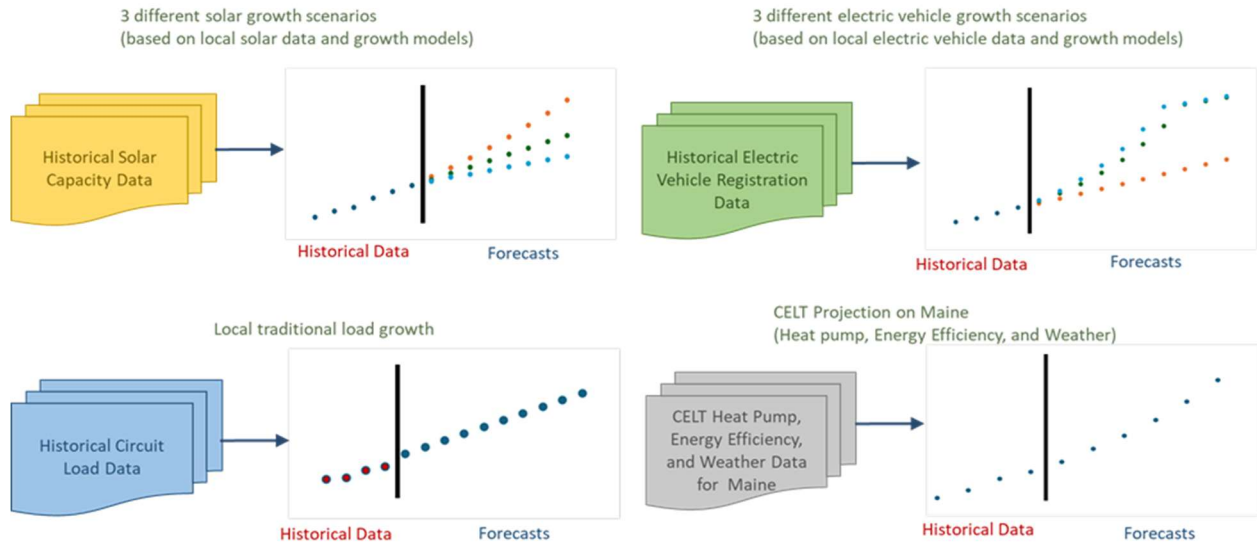 3 different solar growth scenarios
(based on local solar data and growth models)
Historical Solar
Capacity Data
Historical Data
Forecasts
3 different electric vehicle growth scenarios
(based on local electric vehicle data and growth models)
Historical Electric
Vehicle Registration
Data
Historical Data
Forecasts
Local traditional load growth
Historical Circuit
Load Data
Historical Data
Forecasts
CELT Projection on Maine
(Heat pump, Energy Efficiency, and Weather)
CELT Heat Pump,
Energy Efficiency,
and Weather Data
for Maine
Historical Data
Forecasts